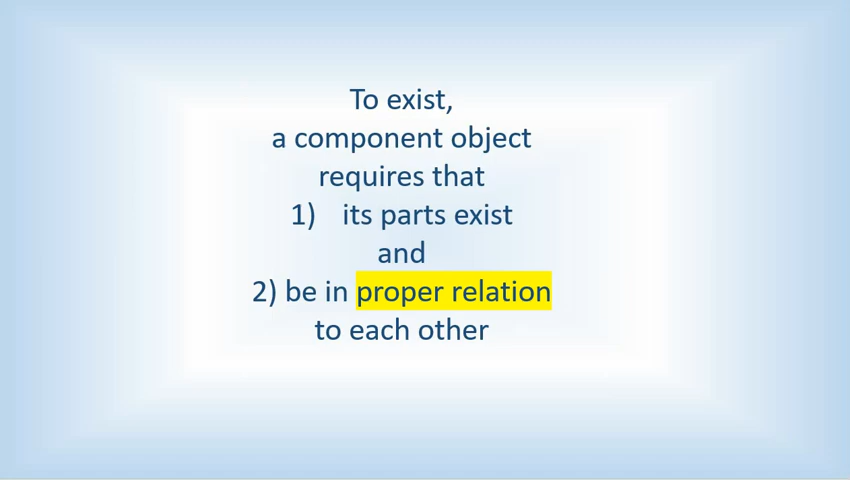 To exist,
a component object
requires that
1) its parts exist
and
2) be in proper relation
to each other